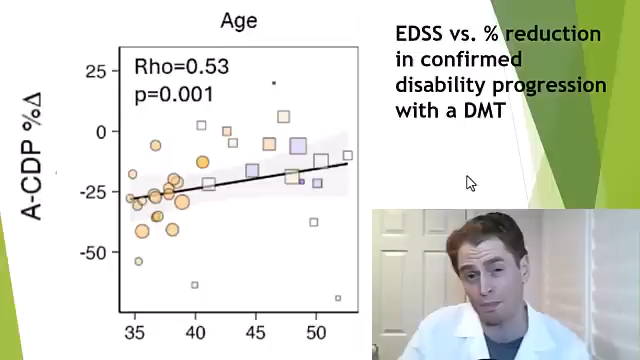 Age
EDSS vs. % reduction
in confirmed
disability progression
with a DMT
Rho=0.53
p=0.001
A-CDP %Δ
25
0
-25
-50
35
40
45
50